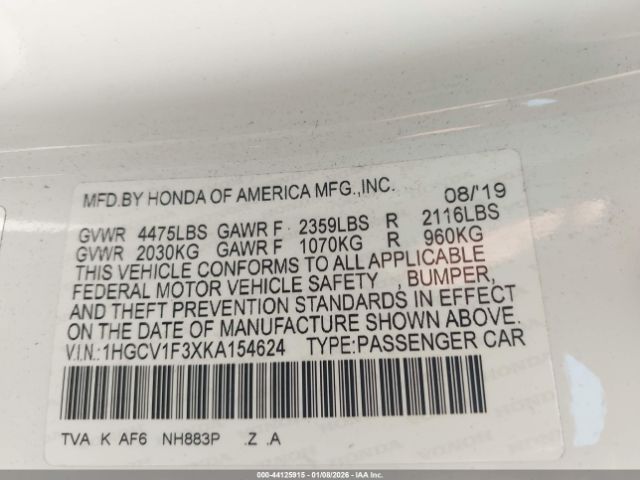 MFD.BY HONDA OF AMERICA MFG.,INC. 08/'19
GVWR 4475LBS GAWR F 2359LBS R 2116LBS
GVWR 2030KG GAWR F 1070KG R 960KG
THIS VEHICLE CONFORMS TO ALL APPLICABLE
FEDERAL MOTOR VEHICLE SAFETY , BUMPER,
AND THEFT PREVENTION STANDARDS IN EFFECT
ON THE DATE OF MANUFACTURE SHOWN ABOVE.
V.I.N.:1HGCV1F3XKA154624 TYPE:PASSENGER CAR
TVA K AF6 NH883P .Z .A
000-44125915 - 01/08/2026 - IAAI.com